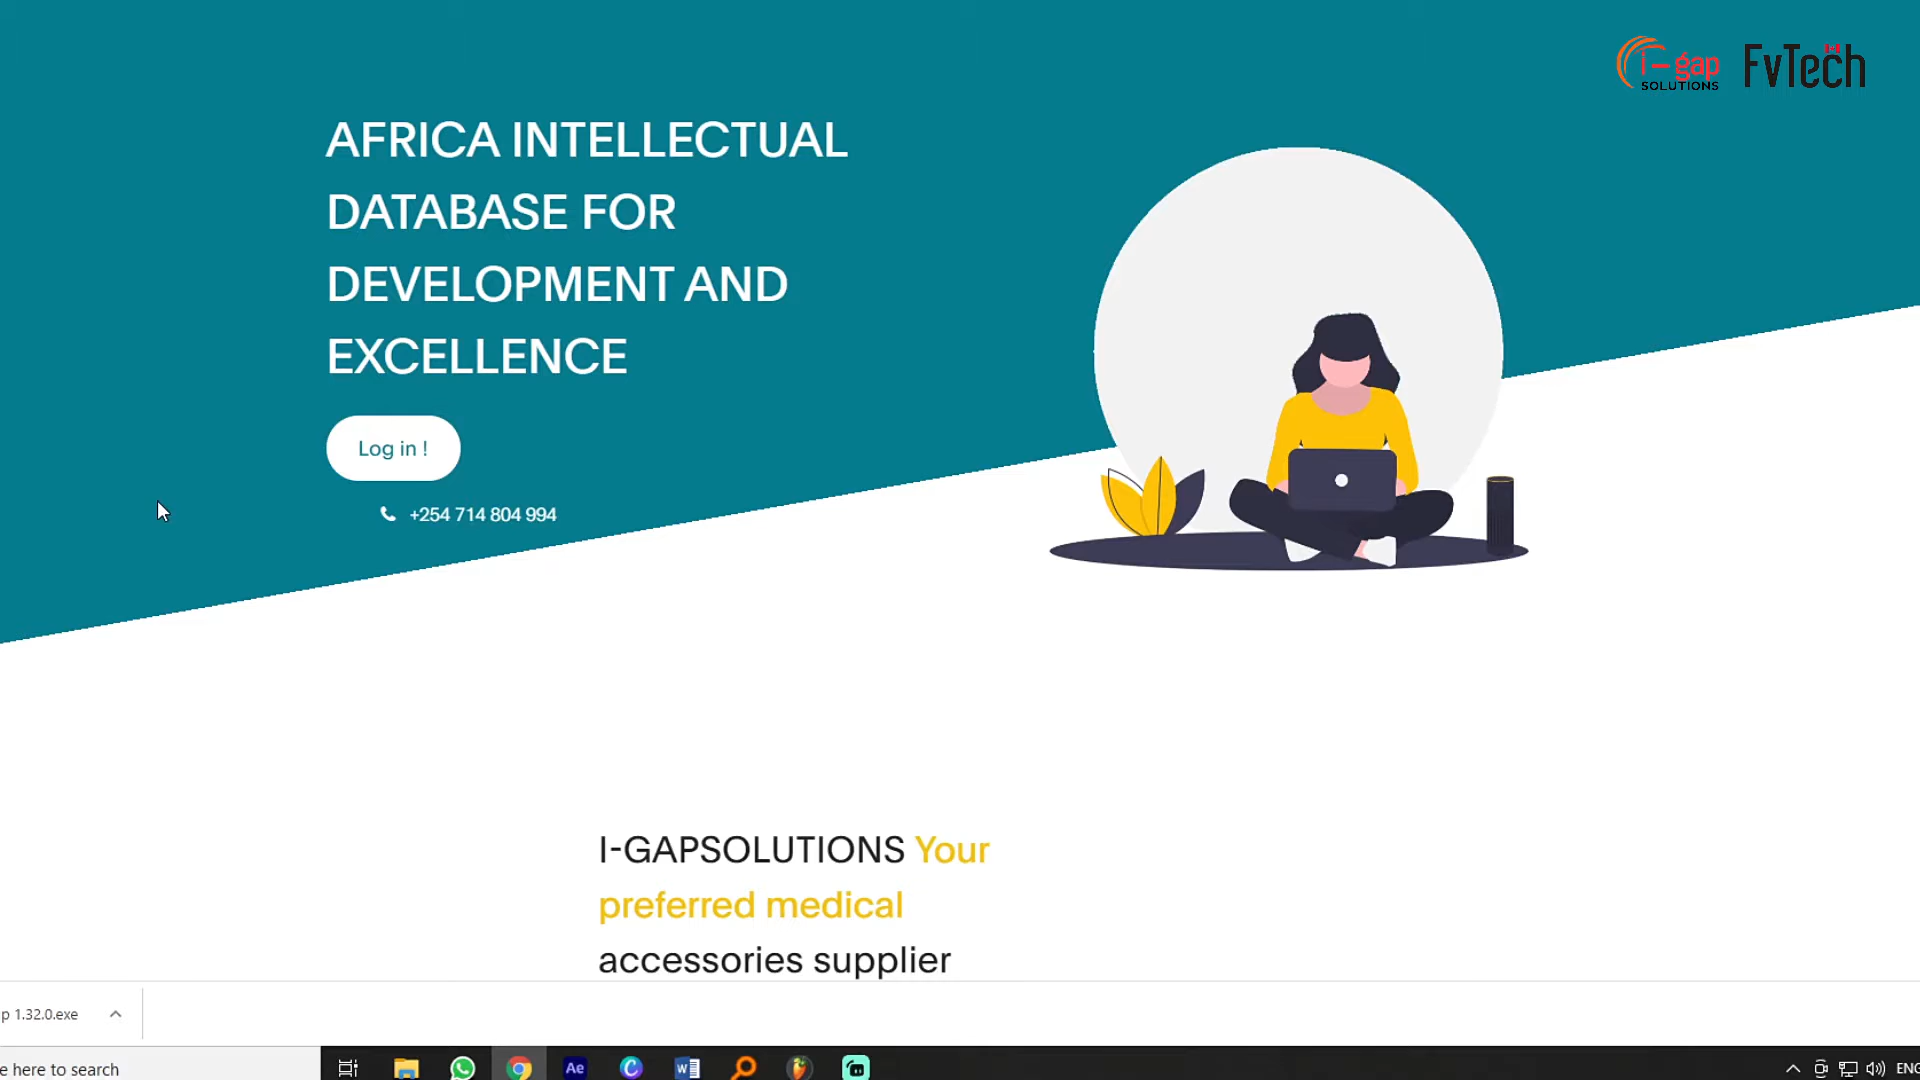 i-gap
SOLUTIONS
FvTech
AFRICA INTELLECTUAL
DATABASE FOR
DEVELOPMENT AND
EXCELLENCE
Log in !
+254 714 804 994
I-GAPSOLUTIONS Your
preferred medical
accessories supplier
p 1.32.0.exe
e here to search
Ae
C
W
ENG